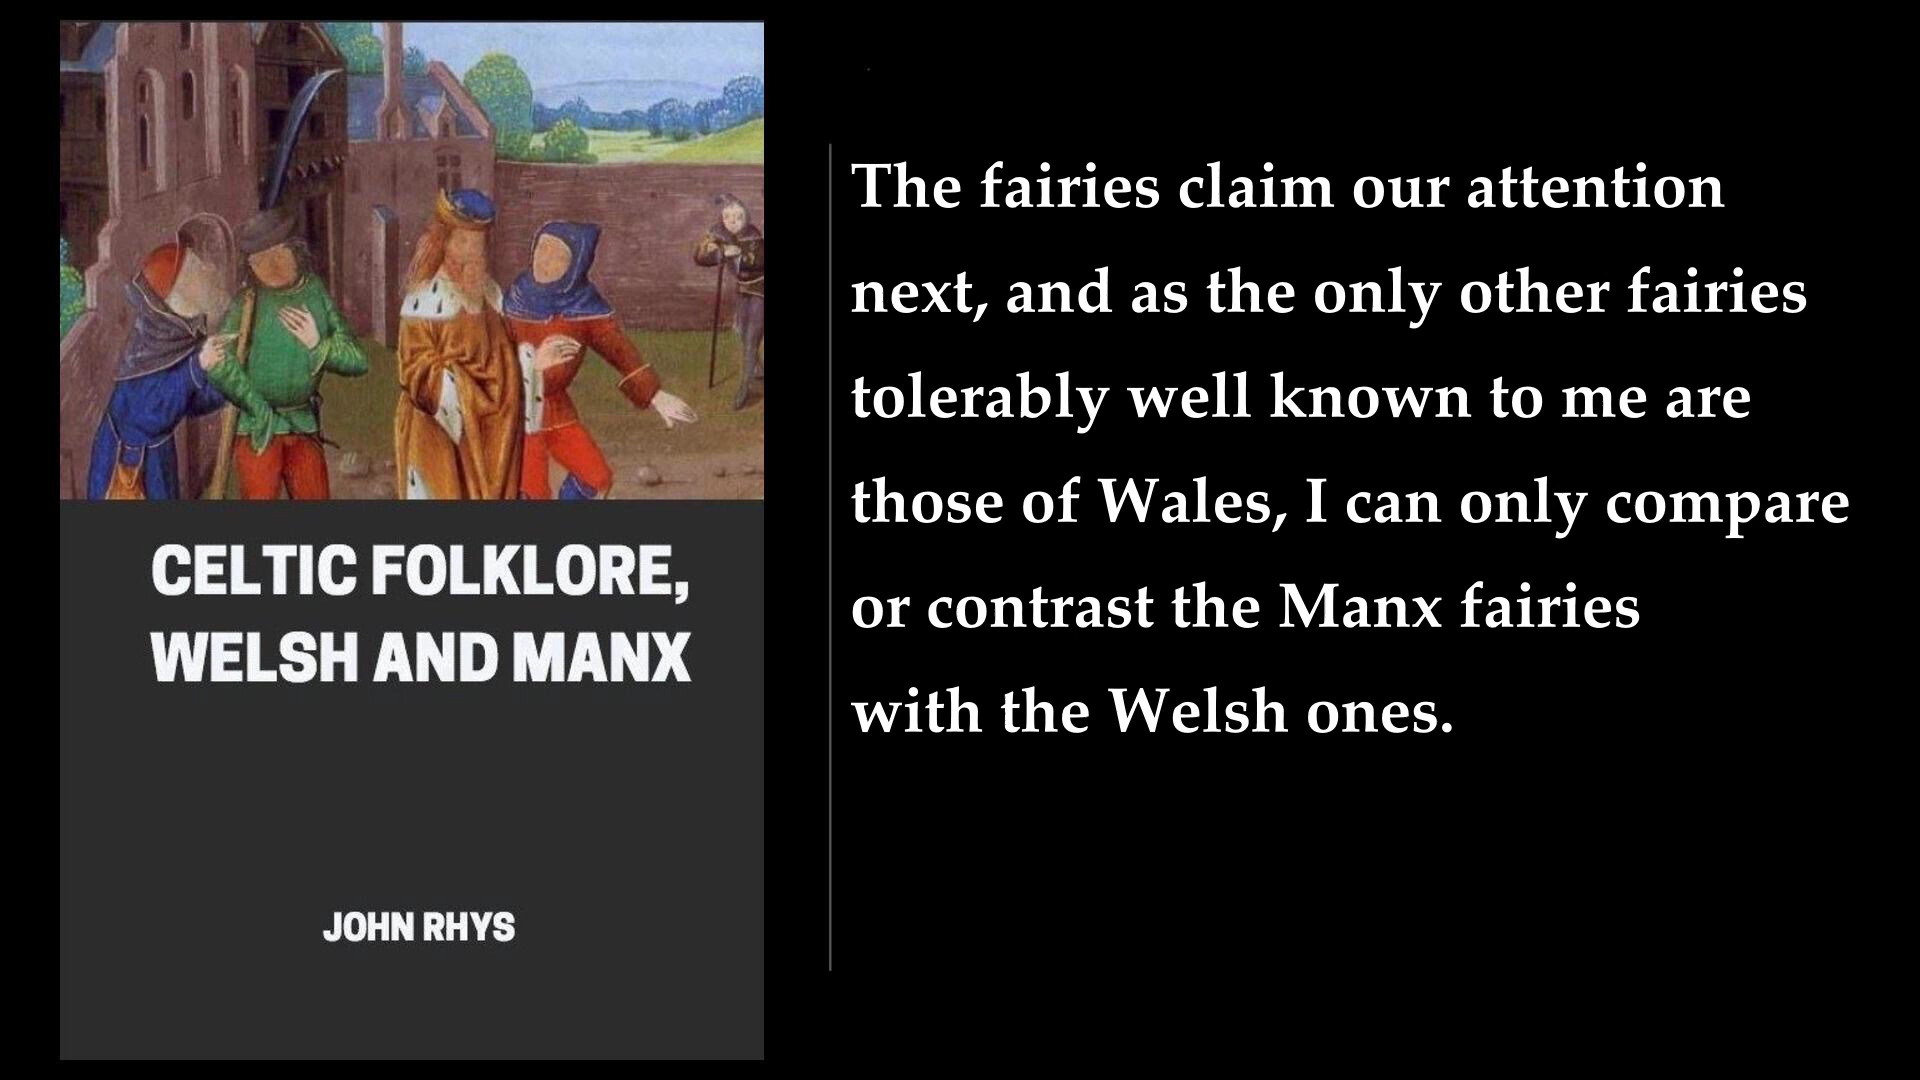 CELTIC FOLKLORE,
WELSH AND MANX
JOHN RHYS
The fairies claim our attention
next, and as the only other fairies
tolerably well known to me are
those of Wales, I can only compare
or contrast the Manx fairies
with the Welsh ones.